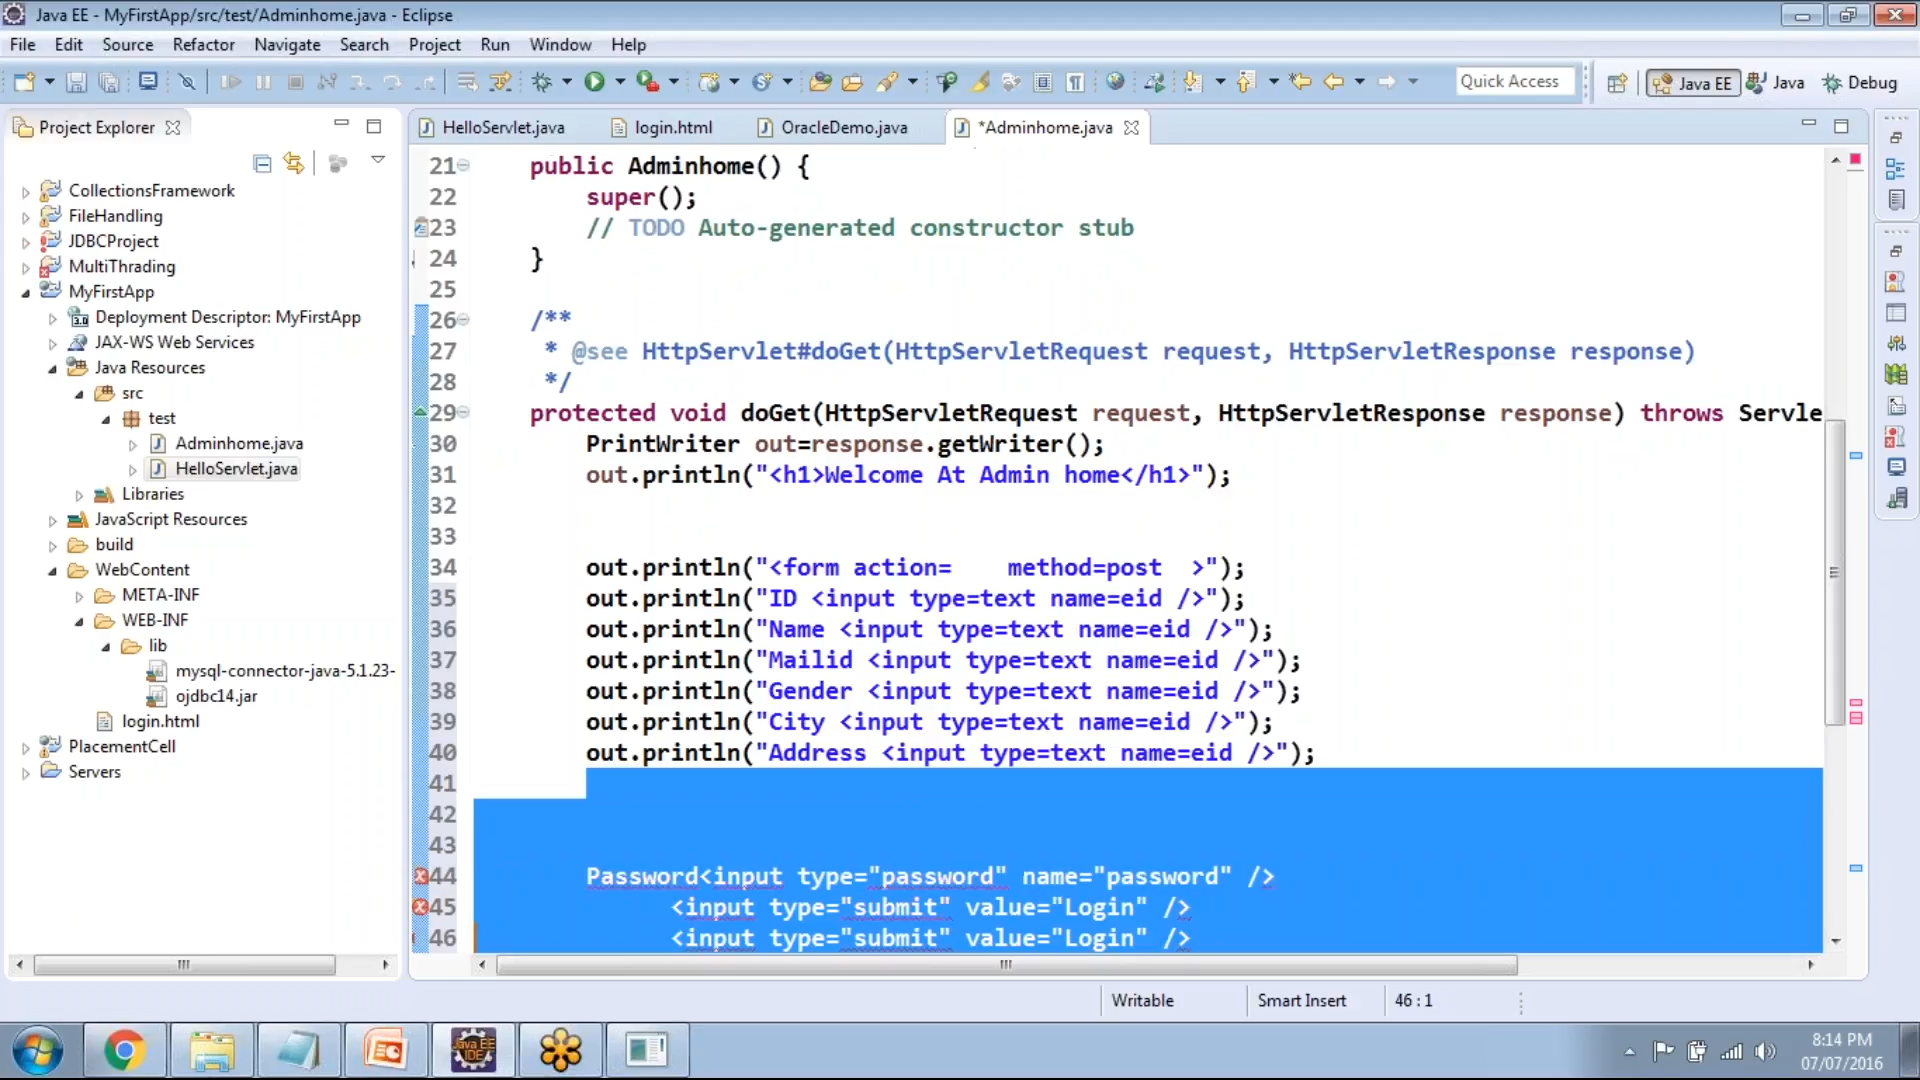 Java EE - MyFirstApp/src/test/Adminhome.java - Eclipse
File Edit Source Refactor Navigate Search Project Run Window Help
Quick Access
Java EE
Java
Debug
Project Explorer
CollectionsFramework
FileHandling
JDBCProject
MultiThrading
MyFirstApp
Deployment Descriptor: MyFirstApp
JAX-WS Web Services
Java Resources
src
test
Adminhome.java
HelloServlet.java
Libraries
JavaScript Resources
build
WebContent
META-INF
WEB-INF
lib
mysql-connector-java-5.1.23-
ojdbc14.jar
login.html
PlacementCell
Servers
HelloServlet.java login.html OracleDemo.java *Adminhome.java
21 public Adminhome() {
22 super();
23 // TODO Auto-generated constructor stub
24 }
25
26 /**
27 * @see HttpServlet#doGet(HttpServletRequest request, HttpServletResponse response)
28 */
29 protected void doGet(HttpServletRequest request, HttpServletResponse response) throws Servle
30 PrintWriter out=response.getWriter();
31 out.println("<h1>Welcome At Admin home</h1>");
32
33
34 out.println("<form action=    method=post  >");
35 out.println("ID <input type=text name=eid />");
36 out.println("Name <input type=text name=eid />");
37 out.println("Mailid <input type=text name=eid />");
38 out.println("Gender <input type=text name=eid />");
39 out.println("City <input type=text name=eid />");
40 out.println("Address <input type=text name=eid />");
41
42
43
44 Password<input type="password" name="password" />
45 <input type="submit" value="Login" />
46 <input type="submit" value="Login" />
Writable
Smart Insert
46 : 1
Java EE
IDE
8:14 PM
07/07/2016